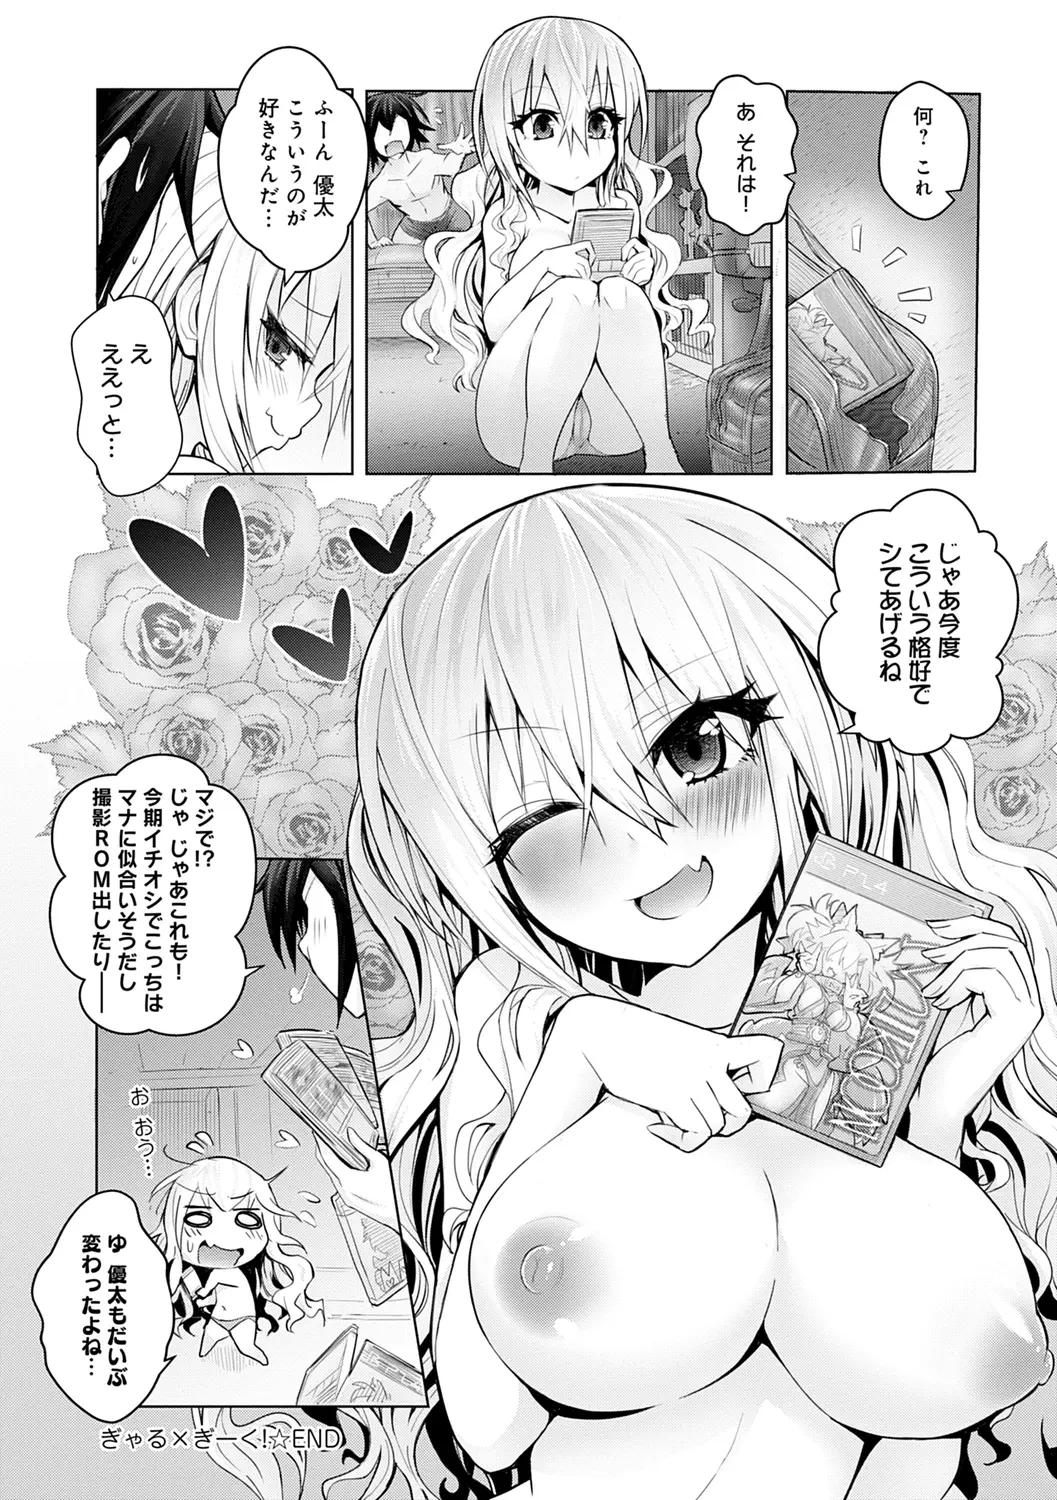 何？これ
あ それは！
ふーん 優太
こういうのが
好きなんだ…
え
ええっと…
じゃあ今度
こういう格好で
シてあげるね
PL4
マジで!?
じゃ じゃあこれも！
今期イチオシでこっちは
マナに似合いそうだし
撮影ROM出したり──
お おぅ…
ゆ 優太もだいぶ
変わったよね…
ぎゃる×ぎーく!☆END